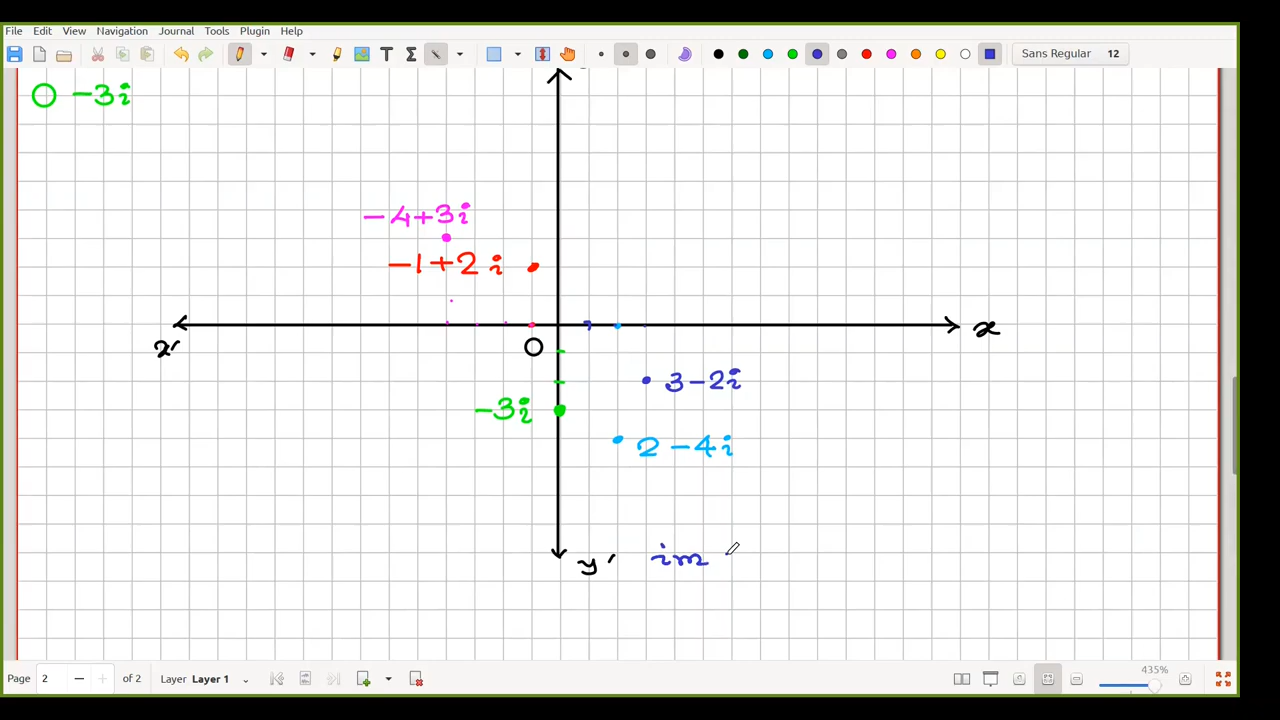 File Edit View Navigation Journal Tools Plugin Help
Sans Regular 12
-3i
-4+3i
-1+2i
x
x'
O
3-2i
-3i
2-4i
y' im
Page 2 of 2 Layer Layer 1 435%